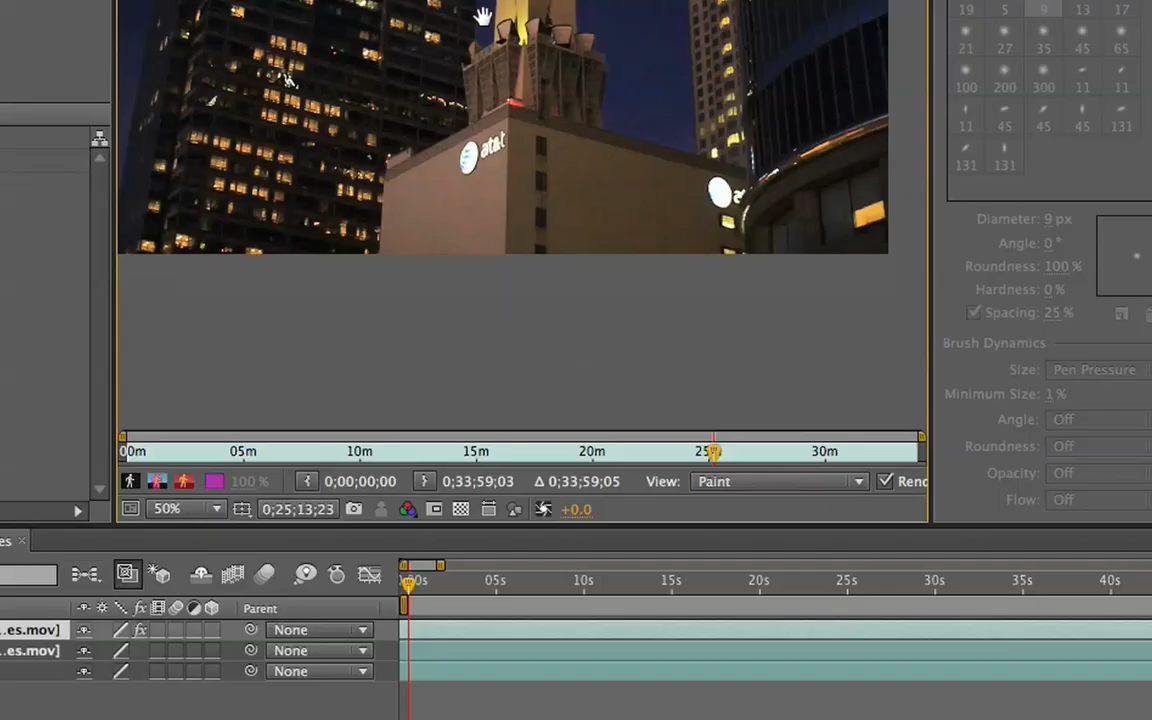 19 5 9 13 17
21 27 35 45 65
100 200 300 11 11
11 45 45 45 131
131 131
at&t
Diameter: 9 px
Angle: 0 °
Roundness: 100 %
Hardness: 0 %
Spacing: 25 %
Brush Dynamics
Size: Pen Pressure
Minimum Size: 1 %
Angle: Off
Roundness: Off
Opacity: Off
Flow: Off
00m 05m 10m 15m 20m 25m 30m
100 % 0;00;00;00 0;33;59;03 Δ 0;33;59;05 View: Paint Rend
50% 0;25;13;23 +0.0
es ×
00s 05s 10s 15s 20s 25s 30s 35s 40s
fx Parent
..es.mov] fx None
..es.mov] None
None